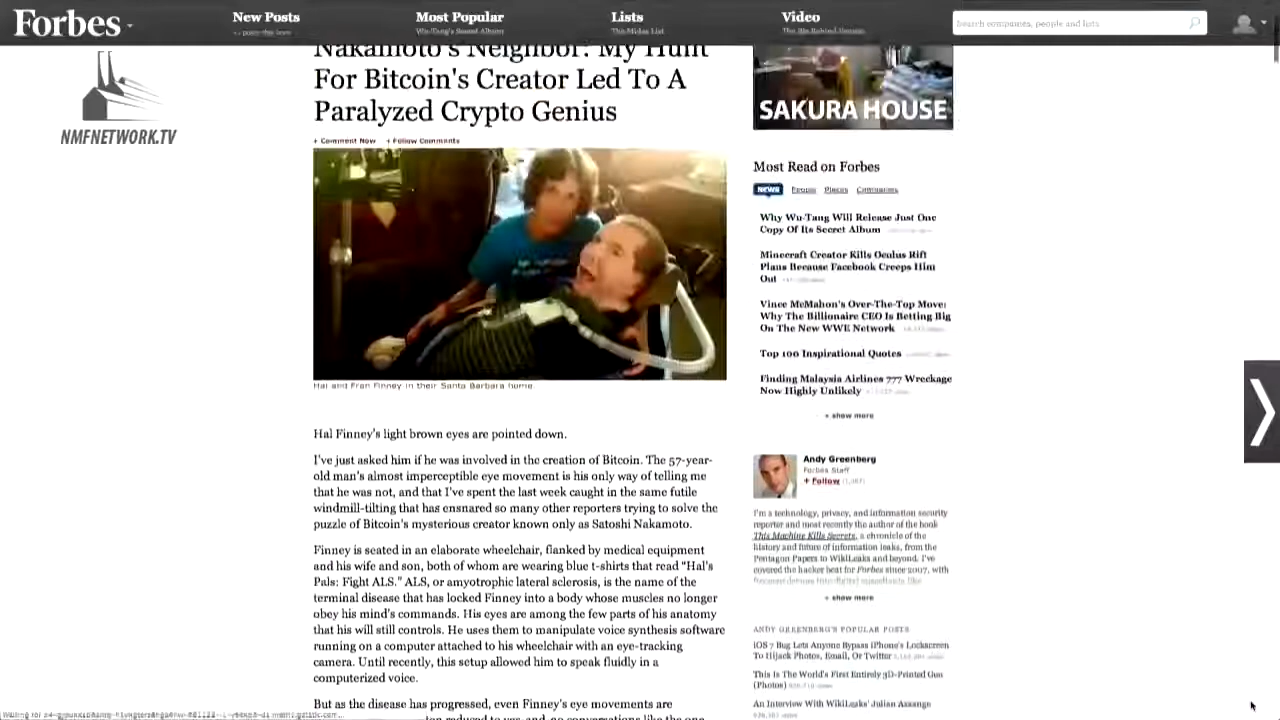 Forbes
New Posts
Most Popular
Lists
Video
Search companies, people and lists
NMFNETWORK.TV
Nakamoto's Neighbor: My Hunt
For Bitcoin's Creator Led To A
Paralyzed Crypto Genius
+ Comment Now + Follow Comments
Hal and Fran Finney in their Santa Barbara home.
Hal Finney's light brown eyes are pointed down.
I've just asked him if he was involved in the creation of Bitcoin. The 57-year-
old man's almost imperceptible eye movement is his only way of telling me
that he was not, and that I've spent the last week caught in the same futile
windmill-tilting that has ensnared so many other reporters trying to solve the
puzzle of Bitcoin's mysterious creator known only as Satoshi Nakamoto.
Finney is seated in an elaborate wheelchair, flanked by medical equipment
and his wife and son, both of whom are wearing blue t-shirts that read "Hal's
Pals: Fight ALS." ALS, or amyotrophic lateral sclerosis, is the name of the
terminal disease that has locked Finney into a body whose muscles no longer
obey his mind's commands. His eyes are among the few parts of his anatomy
that his will still controls. He uses them to manipulate voice synthesis software
running on a computer attached to his wheelchair with an eye-tracking
camera. Until recently, this setup allowed him to speak fluidly in a
computerized voice.
But as the disease has progressed, even Finney's eye movements are
SAKURA HOUSE
Most Read on Forbes
NEWS People Places Companies
Why Wu-Tang Will Release Just One
Copy Of Its Secret Album
Minecraft Creator Kills Oculus Rift
Plans Because Facebook Creeps Him
Out
Vince McMahon's Over-The-Top Move:
Why The Billionaire CEO Is Betting Big
On The New WWE Network
Top 100 Inspirational Quotes
Finding Malaysia Airlines 777 Wreckage
Now Highly Unlikely
+ show more
Andy Greenberg
Forbes Staff
+ Follow
I'm a technology, privacy, and information security
reporter and most recently the author of the book
This Machine Kills Secrets, a chronicle of the
history and future of information leaks, from the
Pentagon Papers to WikiLeaks and beyond. I've
covered the hacker beat for Forbes since 2007, with
+ show more
ANDY GREENBERG'S POPULAR POSTS
iOS 7 Bug Lets Anyone Bypass iPhone's Lockscreen
To Hijack Photos, Email, Or Twitter
This Is The World's First Entirely 3D-Printed Gun
(Photos)
An Interview With WikiLeaks' Julian Assange